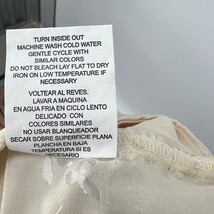 TURN INSIDE OUT
MACHINE WASH COLD WATER
GENTLE CYCLE WITH
SIMILAR COLORS
DO NOT BLEACH LAY FLAT TO DRY
IRON ON LOW TEMPERATURE IF
NECESSARY
VOLTEAR AL REVES.
LAVAR A MAQUINA
EN AGUA FRIA EN CICLO LENTO
DELICADO CON
COLORES SIMILARES
NO USAR BLANQUEADOR
SECAR SOBRE SUPERFICIE PLANO
PLANCHA EN BAJA
TEMPERATURA SI ES
NECESARIO